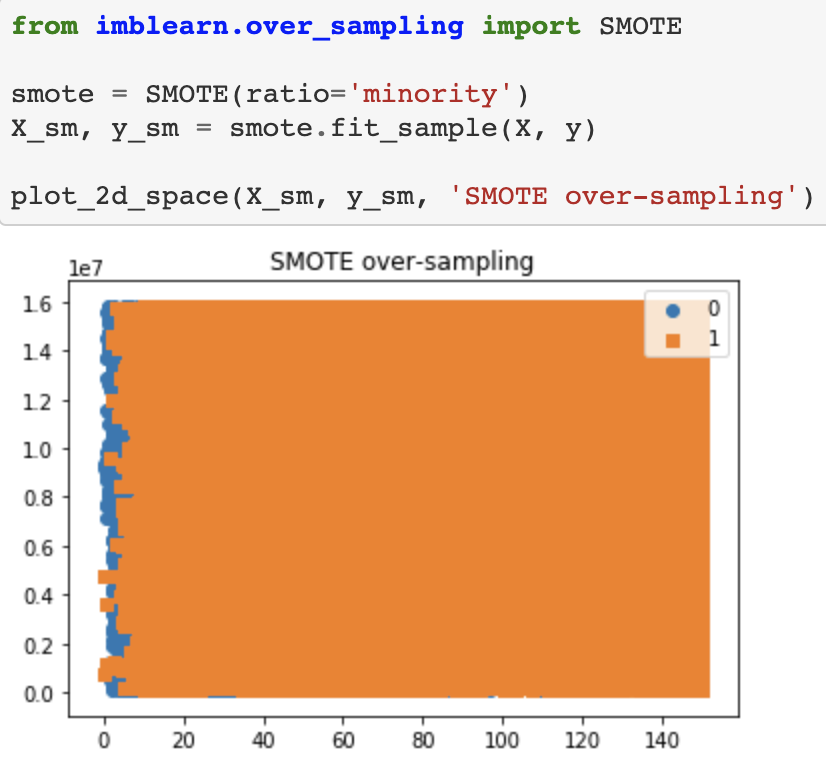 from imblearn.over_sampling import SMOTE
smote = SMOTE(ratio='minority')
X_sm, y_sm = smote.fit_sample(X, y)
plot_2d_space(X_sm, y_sm, 'SMOTE over-sampling')
SMOTE over-sampling
1e7
0
1
1.6
1.4
1.2
1.0
0.8
0.6
0.4
0.2
0.0
0 20 40 60 80 100 120 140